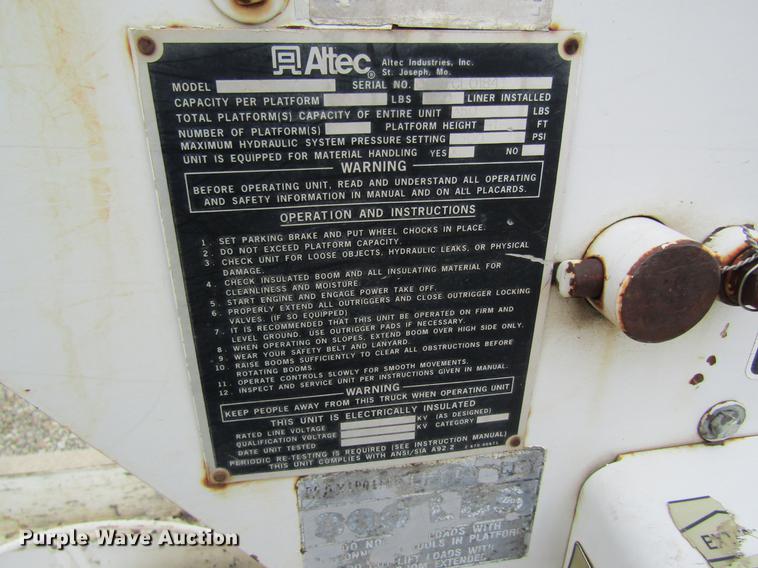 Altec® Altec Industries, Inc.
St. Joseph, Mo.
MODEL SERIAL NO.
CAPACITY PER PLATFORM LBS LINER INSTALLED
TOTAL PLATFORM(S) CAPACITY OF ENTIRE UNIT LBS
NUMBER OF PLATFORM(S) PLATFORM HEIGHT FT
MAXIMUM HYDRAULIC SYSTEM PRESSURE SETTING PSI
UNIT IS EQUIPPED FOR MATERIAL HANDLING YES NO
WARNING
BEFORE OPERATING UNIT, READ AND UNDERSTAND ALL OPERATING
AND SAFETY INFORMATION IN MANUAL AND ON ALL PLACARDS.
OPERATION AND INSTRUCTIONS
1. SET PARKING BRAKE AND PUT WHEEL CHOCKS IN PLACE.
2. DO NOT EXCEED PLATFORM CAPACITY.
3. CHECK UNIT FOR LOOSE OBJECTS, HYDRAULIC LEAKS, OR PHYSICAL
DAMAGE.
4. CHECK INSULATED BOOM AND ALL INSULATING MATERIAL FOR
CLEANLINESS AND MOISTURE.
5. START ENGINE AND ENGAGE POWER TAKE OFF.
6. PROPERLY EXTEND ALL OUTRIGGERS AND CLOSE OUTRIGGER LOCKING
VALVES. (IF SO EQUIPPED)
7. IT IS RECOMMENDED THAT THIS UNIT BE OPERATED ON FIRM AND
LEVEL GROUND. USE OUTRIGGER PADS IF NECESSARY.
8. WHEN OPERATING ON SLOPES, EXTEND BOOM OVER HIGH SIDE ONLY.
9. WEAR YOUR SAFETY BELT AND LANYARD.
10. RAISE BOOMS SUFFICIENTLY TO CLEAR ALL OBSTRUCTIONS BEFORE
ROTATING BOOMS.
11. OPERATE CONTROLS SLOWLY FOR SMOOTH MOVEMENTS.
12. INSPECT AND SERVICE UNIT PER INSTRUCTIONS GIVEN IN MANUAL.
WARNING
KEEP PEOPLE AWAY FROM THIS TRUCK WHEN OPERATING UNIT
THIS UNIT IS ELECTRICALLY INSULATED
RATED LINE VOLTAGE KV (AS DESIGNED)
QUALIFICATION VOLTAGE KV CATEGORY
DATE UNIT TESTED
PERIODIC RE-TESTING IS REQUIRED (SEE INSTRUCTION MANUAL)
THIS UNIT COMPLIES WITH ANSI/SIA A92.2
LOADS WITH
DO NO TOOLS IN PLATFORM
LIFT LOADS WITH
OM EXTENDED
Purple Wave Auction